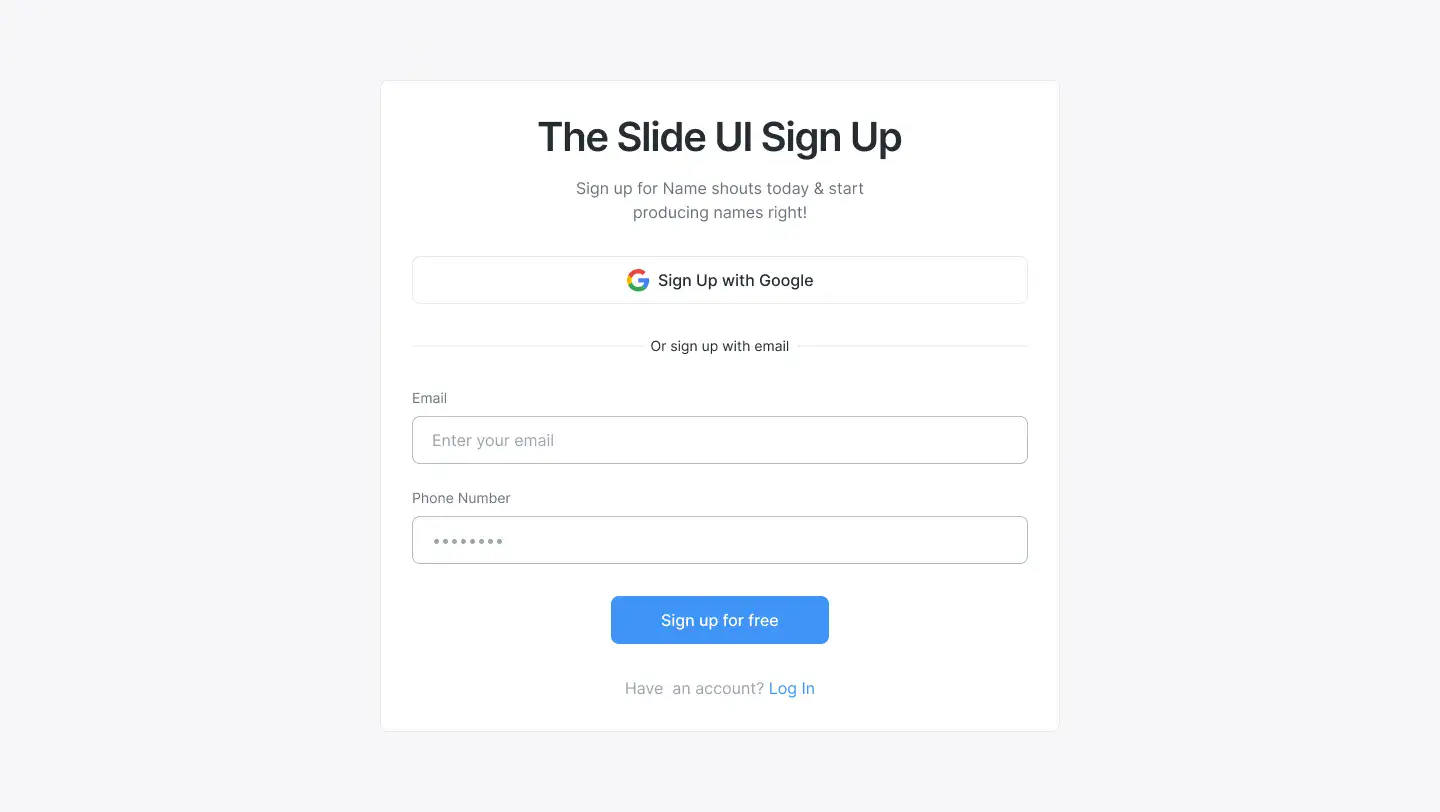 The Slide UI Sign Up
Sign up for Name shouts today & start
producing names right!
Sign Up with Google
Or sign up with email
Email
Enter your email
Phone Number
••••••••
Sign up for free
Have  an account? Log In